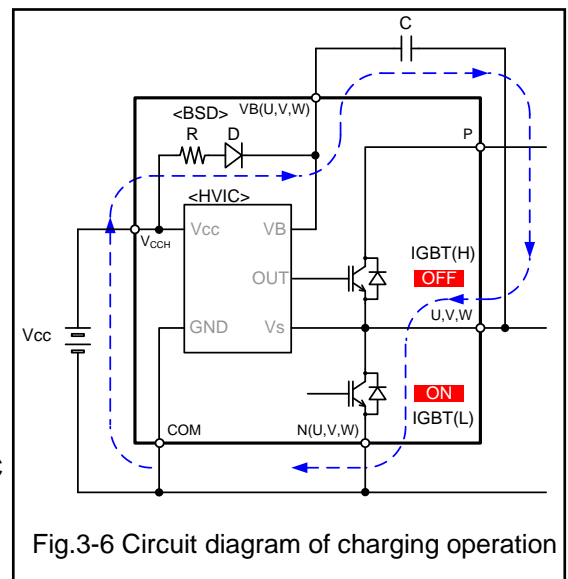 C
<BSD>
VB(U,V,W)
R D
P
<HVIC>
VCCH
Vcc VB
IGBT(H)
OUT
OFF
U,V,W
Vcc
GND Vs
ON
IGBT(L)
COM
N(U,V,W)
Fig.3-6 Circuit diagram of charging operation